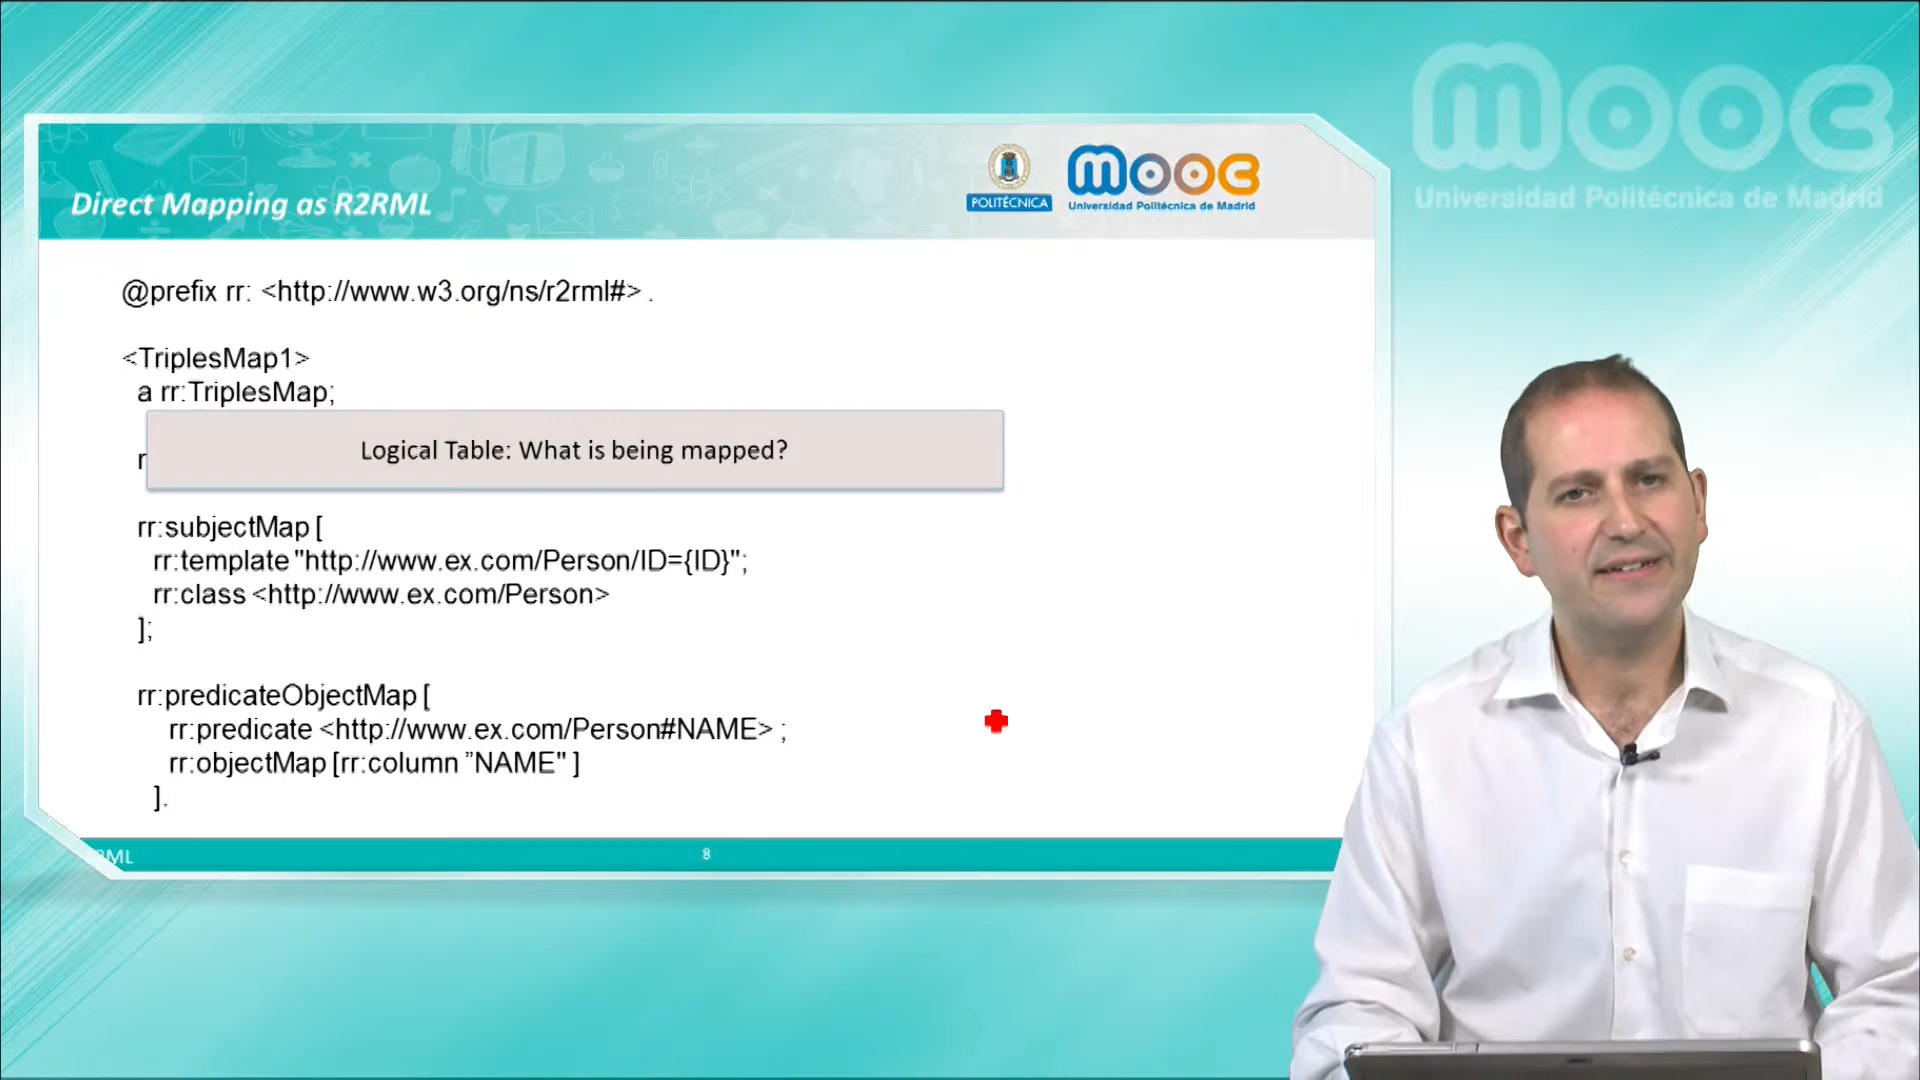 mooc
Universidad Politécnica de Madrid
Direct Mapping as R2RML
POLITÉCNICA
mooc
Universidad Politécnica de Madrid
@prefix rr: <http://www.w3.org/ns/r2rml#> .
<TriplesMap1>
a rr:TriplesMap;
r
Logical Table: What is being mapped?
rr:subjectMap [
rr:template "http://www.ex.com/Person/ID={ID}";
rr:class <http://www.ex.com/Person>
];
rr:predicateObjectMap [
rr:predicate <http://www.ex.com/Person#NAME> ;
rr:objectMap [rr:column ”NAME" ]
].
RML
8